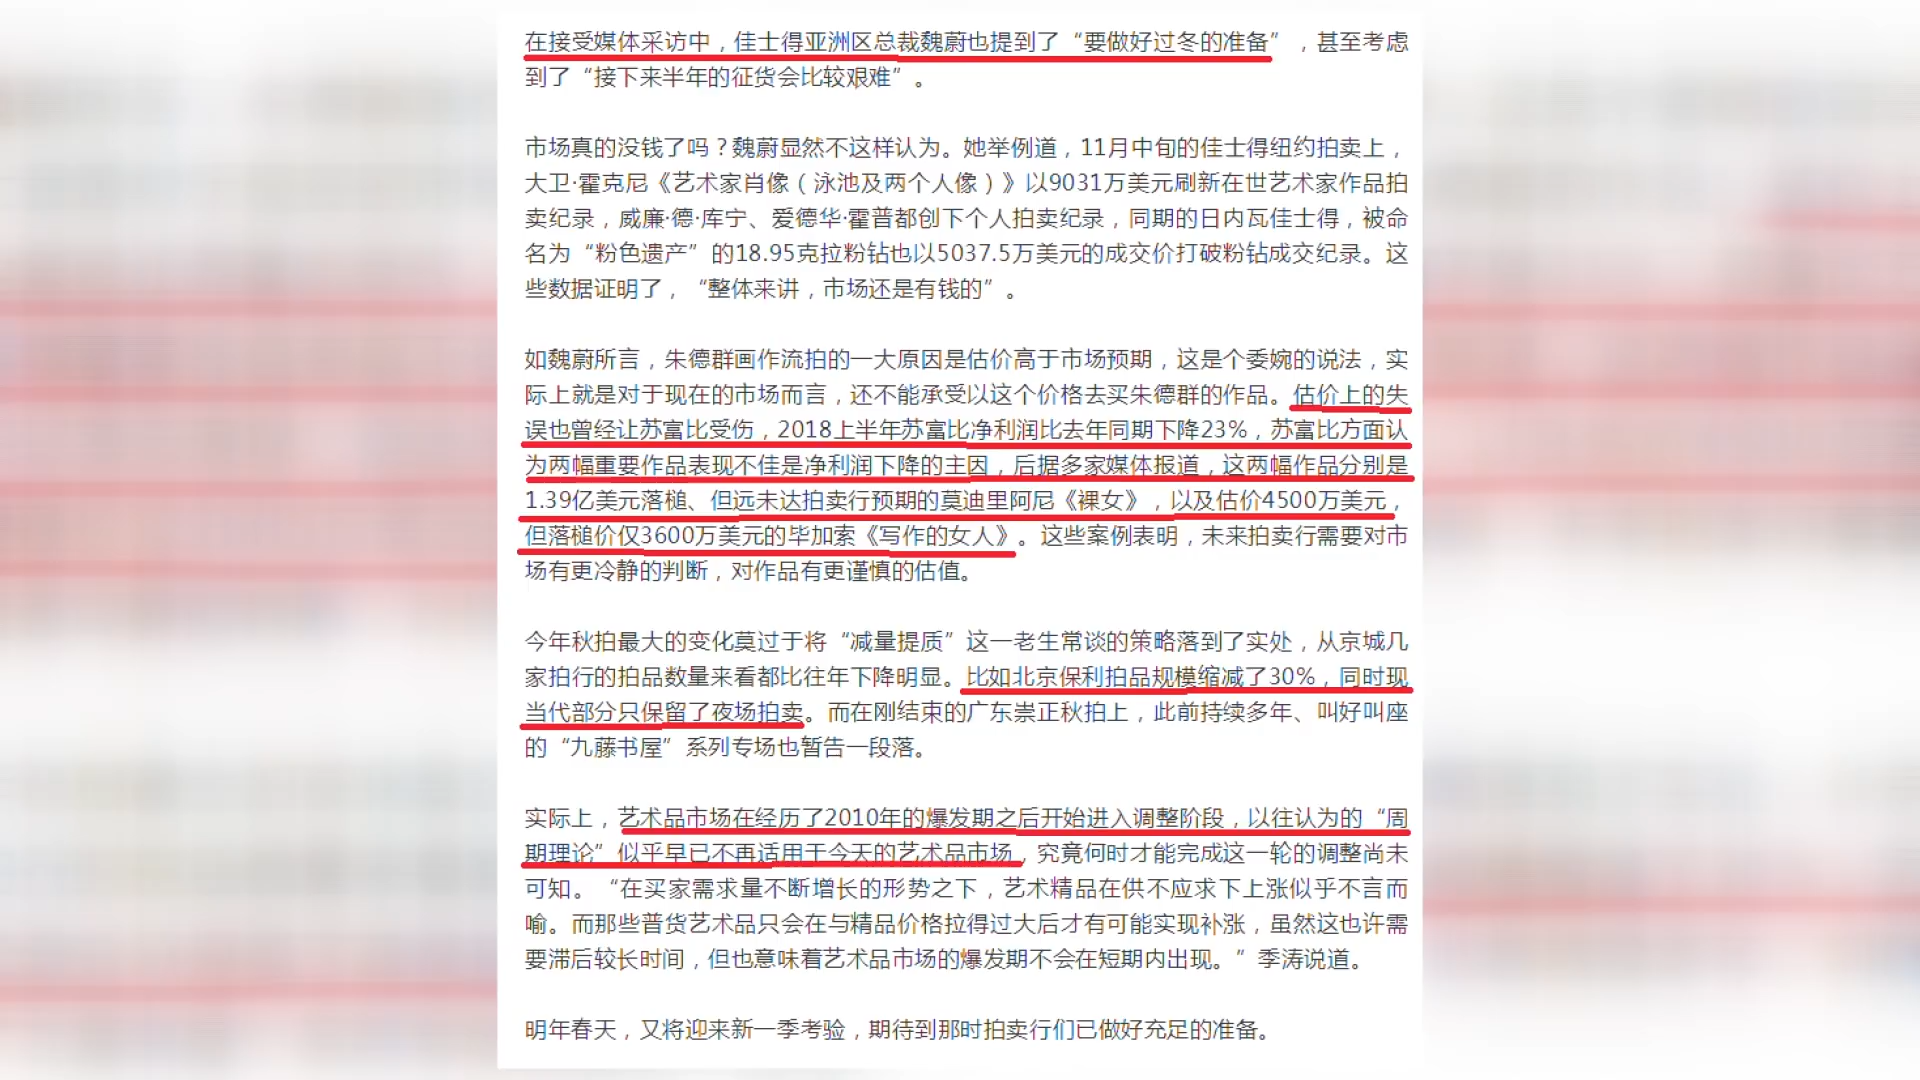 在接受媒体采访中，佳士得亚洲区总裁魏蔚也提到了“要做好过冬的准备”，甚至考虑
到了“接下来半年的征货会比较艰难”。
市场真的没钱了吗？魏蔚显然不这样认为。她举例道，11月中旬的佳士得纽约拍卖上，
大卫·霍克尼《艺术家肖像（泳池及两个人像）》以9031万美元刷新在世艺术家作品拍
卖纪录，威廉·德·库宁、爱德华·霍普都创下个人拍卖纪录，同期的日内瓦佳士得，被命
名为“粉色遗产”的18.95克拉粉钻也以5037.5万美元的成交价打破粉钻成交纪录。这
些数据证明了，“整体来讲，市场还是有钱的”。
如魏蔚所言，朱德群画作流拍的一大原因是估价高于市场预期，这是个委婉的说法，实
际上就是对于现在的市场而言，还不能承受以这个价格去买朱德群的作品。估价上的失
误也曾经让苏富比受伤，2018上半年苏富比净利润比去年同期下降23%，苏富比方面认
为两幅重要作品表现不佳是净利润下降的主因，后据多家媒体报道，这两幅作品分别是
1.39亿美元落槌、但远未达拍卖行预期的莫迪里阿尼《裸女》，以及估价4500万美元，
但落槌价仅3600万美元的毕加索《写作的女人》。这些案例表明，未来拍卖行需要对市
场有更冷静的判断，对作品有更谨慎的估值。
今年秋拍最大的变化莫过于将“减量提质”这一老生常谈的策略落到了实处，从京城几
家拍行的拍品数量来看都比往年下降明显。比如北京保利拍品规模缩减了30%，同时现
当代部分只保留了夜场拍卖。而在刚结束的广东崇正秋拍上，此前持续多年、叫好叫座
的“九藤书屋”系列专场也暂告一段落。
实际上，艺术品市场在经历了2010年的爆发期之后开始进入调整阶段，以往认为的“周
期理论”似乎早已不再适用于今天的艺术品市场，究竟何时才能完成这一轮的调整尚未
可知。“在买家需求量不断增长的形势之下，艺术精品在供不应求下上涨似乎不言而
喻。而那些普货艺术品只会在与精品价格拉得过大后才有可能实现补涨，虽然这也许需
要滞后较长时间，但也意味着艺术品市场的爆发期不会在短期内出现。”季涛说道。
明年春天，又将迎来新一季考验，期待到那时拍卖行们已做好充足的准备。